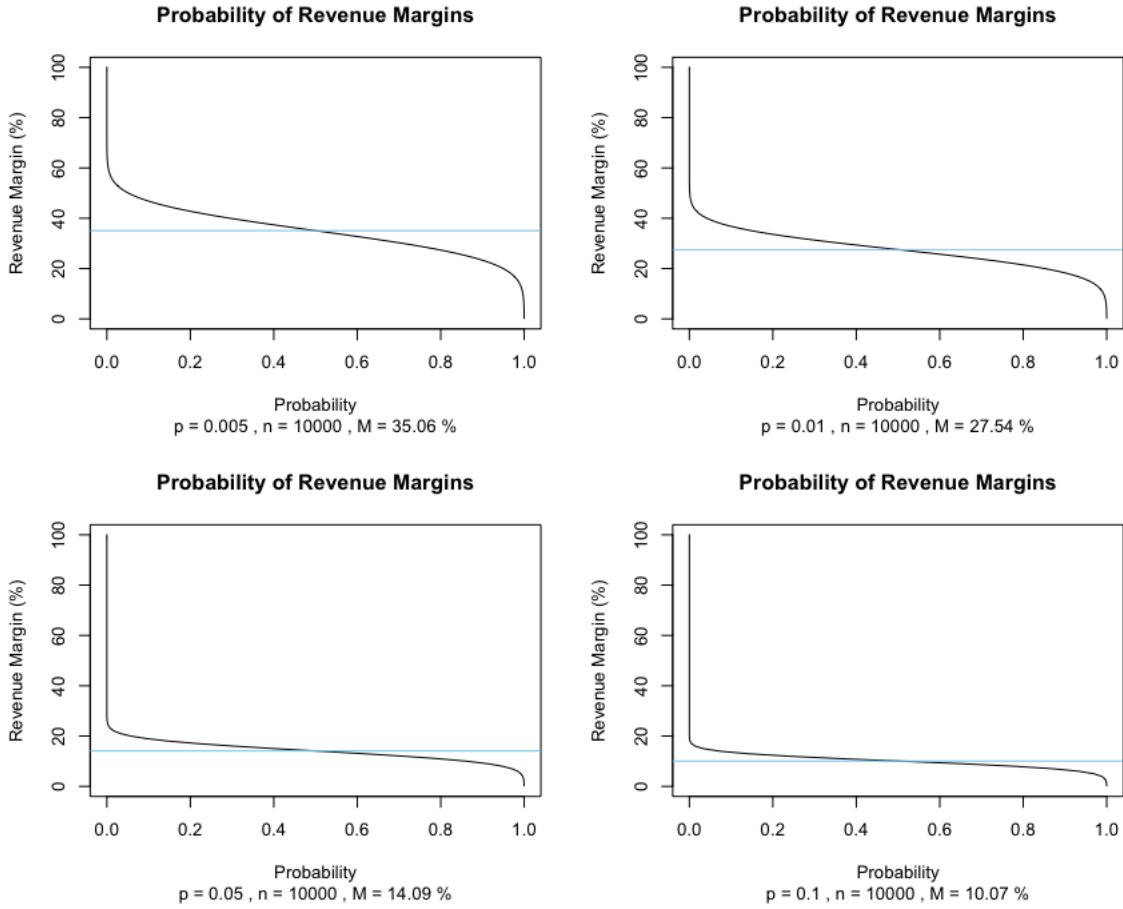 Probability of Revenue Margins
Revenue Margin (%)
100
80
60
40
20
0
0.0 0.2 0.4 0.6 0.8 1.0
Probability
p = 0.005 , n = 10000 , M = 35.06 %
Probability of Revenue Margins
Revenue Margin (%)
100
80
60
40
20
0
0.0 0.2 0.4 0.6 0.8 1.0
Probability
p = 0.01 , n = 10000 , M = 27.54 %
Probability of Revenue Margins
Revenue Margin (%)
100
80
60
40
20
0
0.0 0.2 0.4 0.6 0.8 1.0
Probability
p = 0.05 , n = 10000 , M = 14.09 %
Probability of Revenue Margins
Revenue Margin (%)
100
80
60
40
20
0
0.0 0.2 0.4 0.6 0.8 1.0
Probability
p = 0.1 , n = 10000 , M = 10.07 %